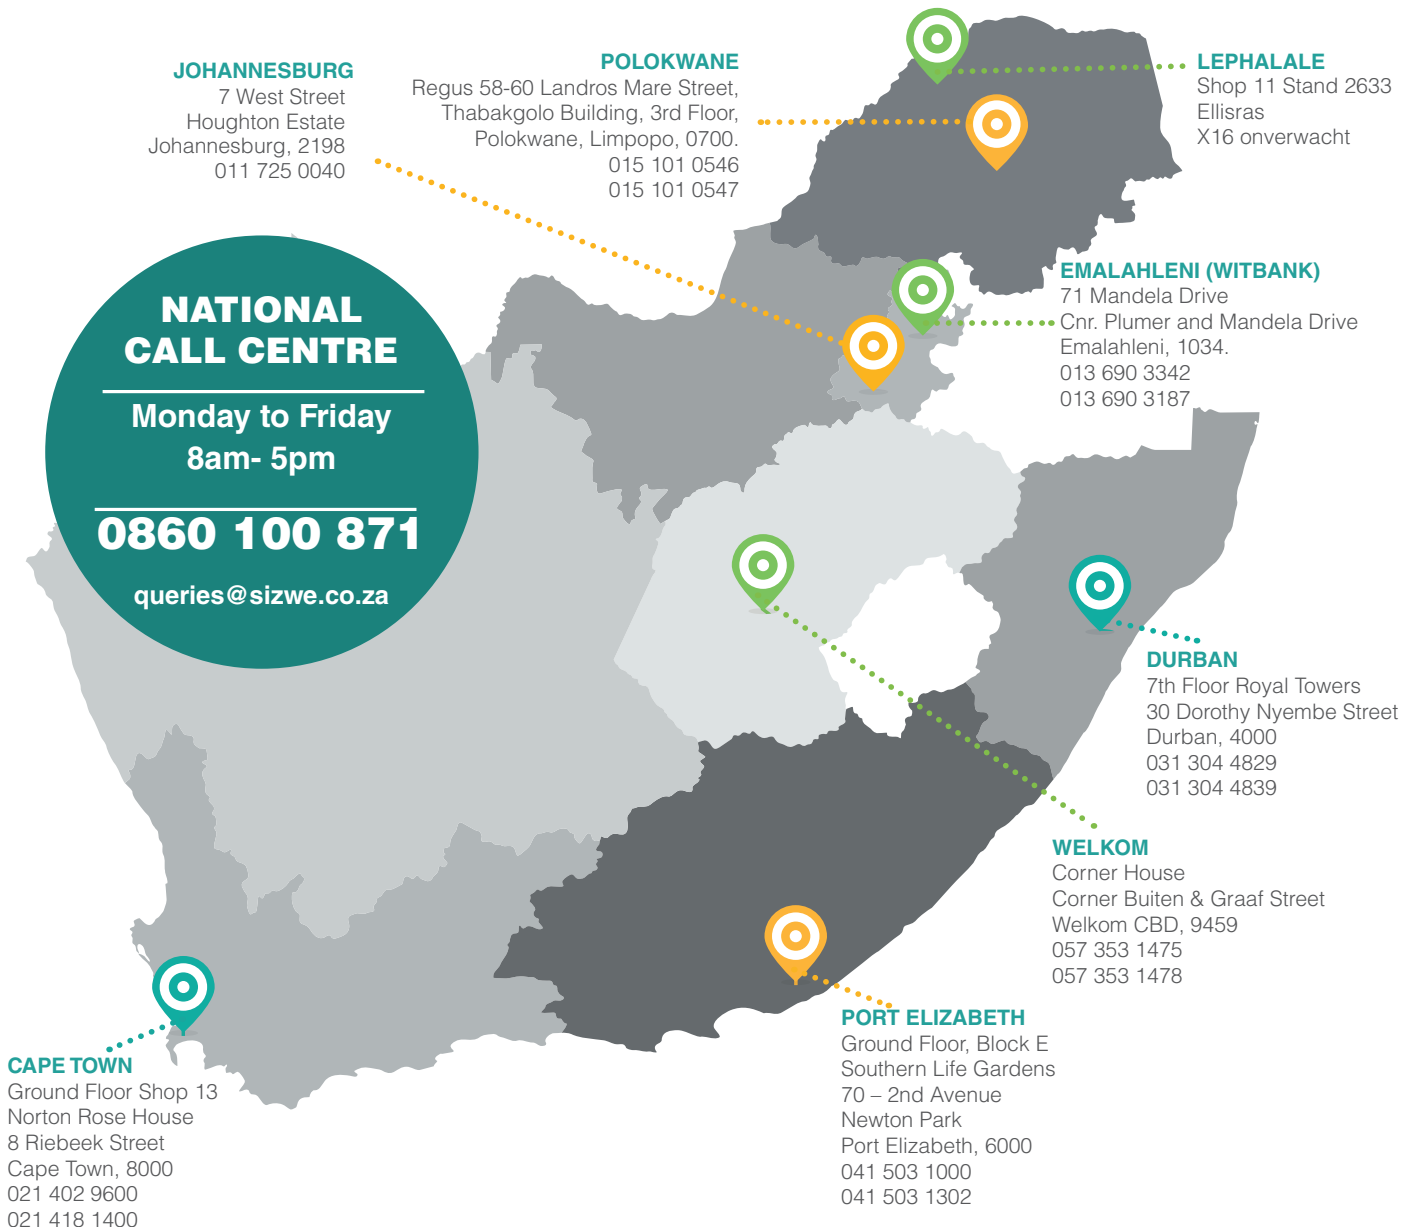 JOHANNESBURG
7 West Street
Houghton Estate
Johannesburg, 2198
011 725 0040
POLOKWANE
Regus 58-60 Landros Mare Street,
Thabakgolo Building, 3rd Floor,
Polokwane, Limpopo, 0700.
015 101 0546
015 101 0547
LEPHALALE
Shop 11 Stand 2633
Ellisras
X16 onverwacht
NATIONAL
CALL CENTRE
Monday to Friday
8am- 5pm
0860 100 871
queries@sizwe.co.za
EMALAHLENI (WITBANK)
71 Mandela Drive
Cnr. Plumer and Mandela Drive
Emalahleni, 1034.
013 690 3342
013 690 3187
DURBAN
7th Floor Royal Towers
30 Dorothy Nyembe Street
Durban, 4000
031 304 4829
031 304 4839
WELKOM
Corner House
Corner Buiten & Graaf Street
Welkom CBD, 9459
057 353 1475
057 353 1478
PORT ELIZABETH
Ground Floor, Block E
Southern Life Gardens
70 – 2nd Avenue
Newton Park
Port Elizabeth, 6000
041 503 1000
041 503 1302
CAPE TOWN
Ground Floor Shop 13
Norton Rose House
8 Riebeek Street
Cape Town, 8000
021 402 9600
021 418 1400